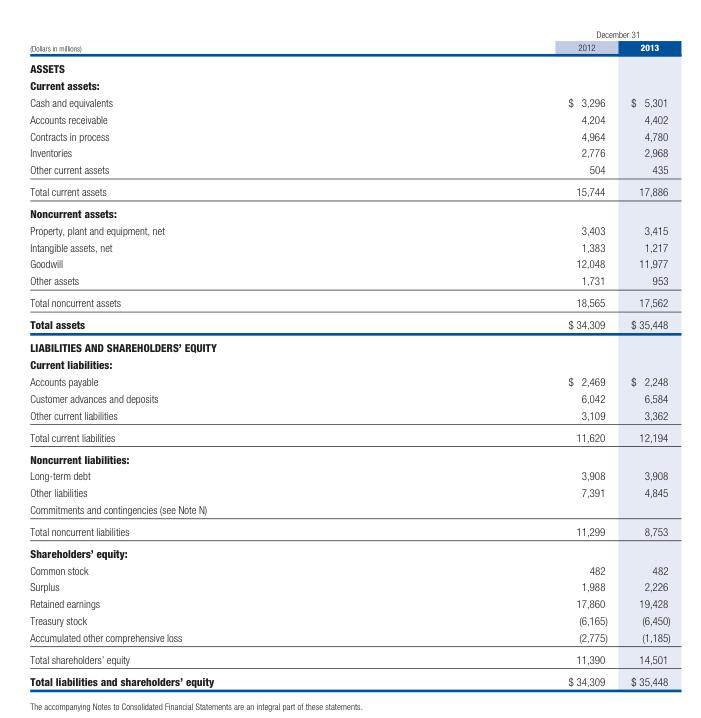 December 31
(Dollars in millions) 2012 2013
ASSETS
Current assets:
Cash and equivalents $ 3,296 $ 5,301
Accounts receivable 4,204 4,402
Contracts in process 4,964 4,780
Inventories 2,776 2,968
Other current assets 504 435
Total current assets 15,744 17,886
Noncurrent assets:
Property, plant and equipment, net 3,403 3,415
Intangible assets, net 1,383 1,217
Goodwill 12,048 11,977
Other assets 1,731 953
Total noncurrent assets 18,565 17,562
Total assets $ 34,309 $ 35,448
LIABILITIES AND SHAREHOLDERS' EQUITY
Current liabilities:
Accounts payable $ 2,469 $ 2,248
Customer advances and deposits 6,042 6,584
Other current liabilities 3,109 3,362
Total current liabilities 11,620 12,194
Noncurrent liabilities:
Long-term debt 3,908 3,908
Other liabilities 7,391 4,845
Commitments and contingencies (see Note N)
Total noncurrent liabilities 11,299 8,753
Shareholders' equity:
Common stock 482 482
Surplus 1,988 2,226
Retained earnings 17,860 19,428
Treasury stock (6,165) (6,450)
Accumulated other comprehensive loss (2,775) (1,185)
Total shareholders' equity 11,390 14,501
Total liabilities and shareholders' equity $ 34,309 $ 35,448
The accompanying Notes to Consolidated Financial Statements are an integral part of these statements.